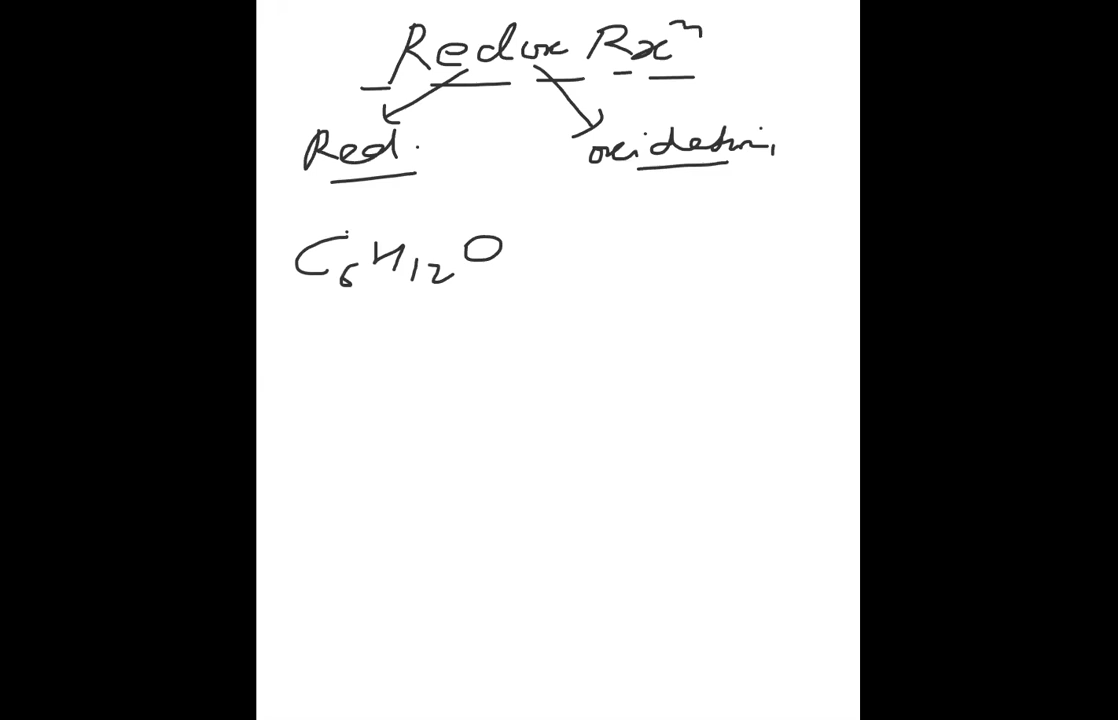 Redox Rxⁿ
Red. oxidation,
C₆H₁₂O